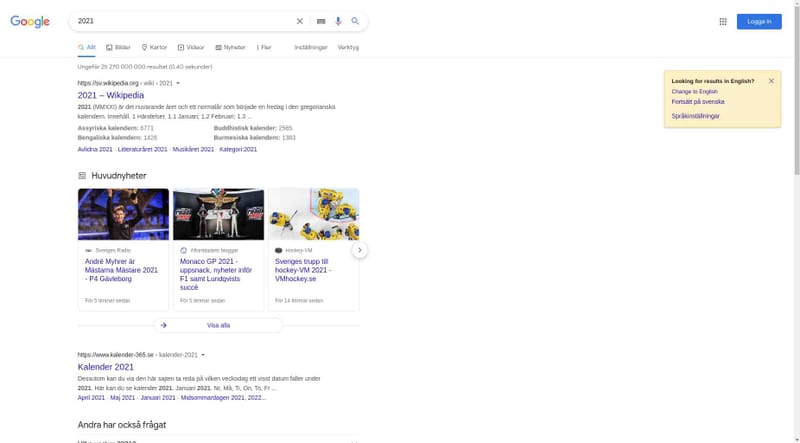 Google
2021
Logga in
Allt Bilder Kartor Videor Nyheter Fler Inställningar Verktyg
Ungefär 25 270 000 000 resultat (0,40 sekunder)
https://sv.wikipedia.org › wiki › 2021
2021 – Wikipedia
2021 (MMXXI) är det nuvarande året och ett normalår som började en fredag i den gregorianska
kalendern. Innehåll. 1 Händelser. 1.1 Januari; 1.2 Februari; 1.3 ...
Assyriska kalendern: 6771 Buddhistisk kalender: 2565
Bengaliska kalendern: 1428 Burmesiska kalendern: 1383
Avlidna 2021 · Litteraturåret 2021 · Musikåret 2021 · Kategori:2021
Looking for results in English?
Change to English
Fortsätt på svenska
Språkinställningar
Huvudnyheter
Sveriges Radio
André Myhrer är
Mästarnas Mästare 2021
- P4 Gävleborg
För 5 timmar sedan
Aftonbladets bloggar
Monaco GP 2021 -
uppsnack, nyheter inför
F1 samt Lundqvists
succé
För 5 timmar sedan
Hockey-VM
Sveriges trupp till
hockey-VM 2021 -
VMhockey.se
För 14 timmar sedan
Visa alla
https://www.kalender-365.se › kalender-2021
Kalender 2021
Dessutom kan du via den här sajten ta reda på vilken veckodag ett visst datum faller under
2021. Här kan du se kalender 2021. Januari 2021. Nr, Må, Ti, On, To, Fr ...
April 2021 · Maj 2021 · Januari 2021 · Midsommardagen 2021, 2022...
Andra har också frågat